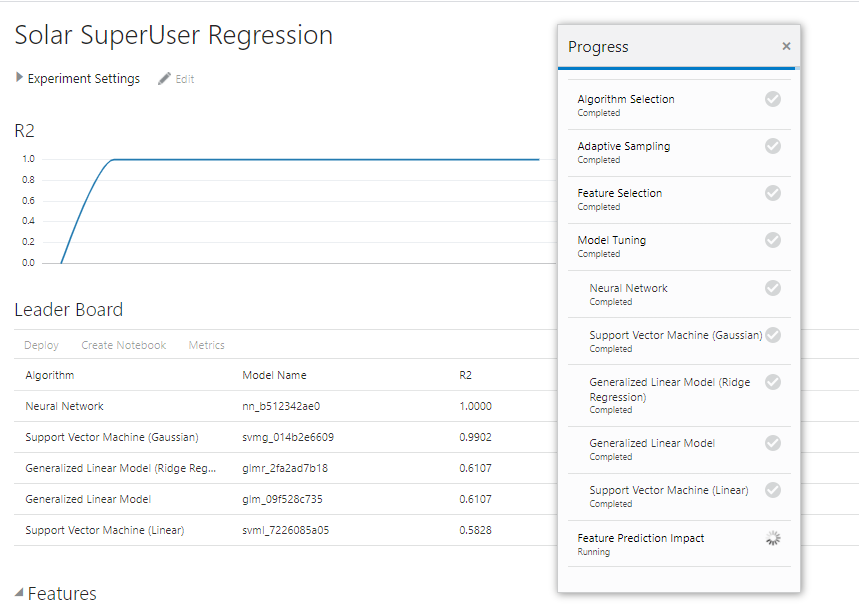 Solar SuperUser Regression
Experiment Settings Edit
R2
1.0
0.8
0.6
0.4
0.2
0.0
Leader Board
Deploy Create Notebook Metrics
Algorithm Model Name R2
Neural Network nn_b512342ae0 1.0000
Support Vector Machine (Gaussian) svmg_014b2e6609 0.9902
Generalized Linear Model (Ridge Reg... glmr_2fa2ad7b18 0.6107
Generalized Linear Model glm_09f528c735 0.6107
Support Vector Machine (Linear) svml_7226085a05 0.5828
Features
Progress ×
Algorithm Selection
Completed
Adaptive Sampling
Completed
Feature Selection
Completed
Model Tuning
Completed
Neural Network
Completed
Support Vector Machine (Gaussian)
Completed
Generalized Linear Model (Ridge
Regression)
Completed
Generalized Linear Model
Completed
Support Vector Machine (Linear)
Completed
Feature Prediction Impact
Running